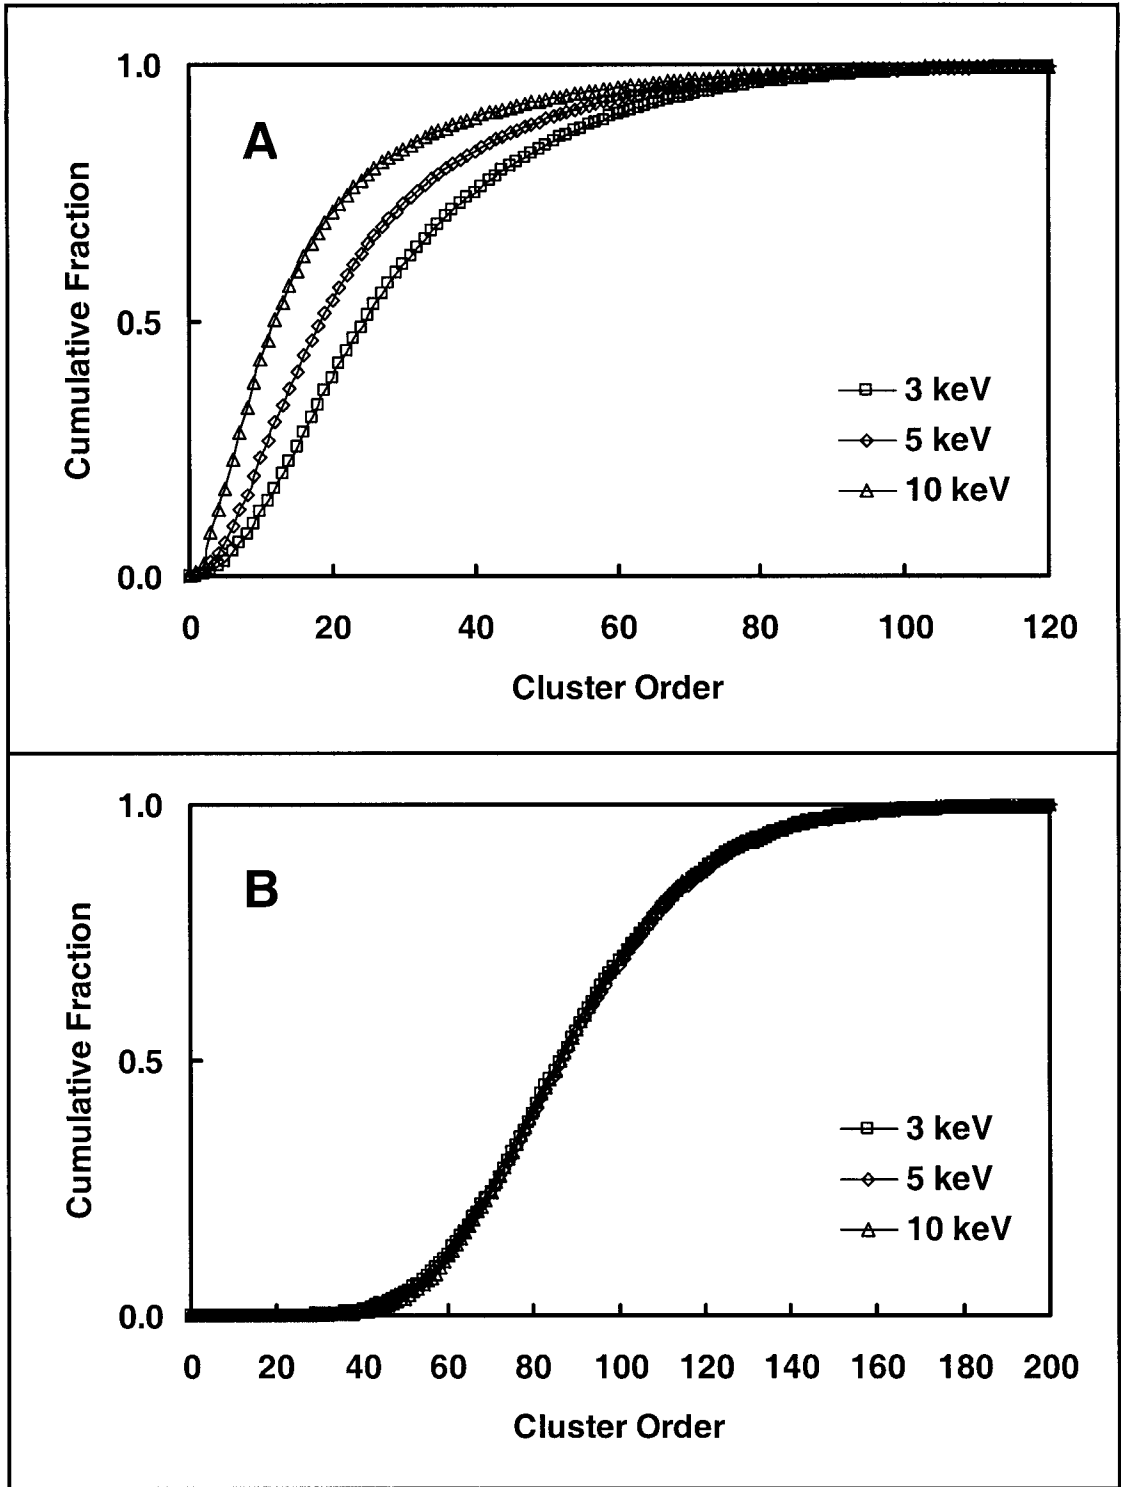 A
Cumulative Fraction
1.0
0.5
0.0
3 keV
5 keV
10 keV
0 20 40 60 80 100 120
Cluster Order
B
Cumulative Fraction
1.0
0.5
0.0
3 keV
5 keV
10 keV
0 20 40 60 80 100 120 140 160 180 200
Cluster Order